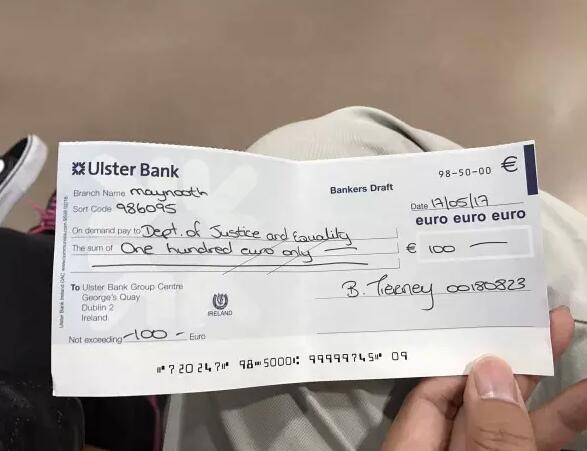 Ulster Bank
98-50-00 €
Branch Name maynooth
Bankers Draft
Sort Code 986095
Date 17/05/17
euro euro euro
On demand pay to Dept. of Justice and Equality
The sum of One hundred euro only
€ 100
To Ulster Bank Group Centre
George's Quay
Dublin 2
Ireland.
IRELAND
B. Tierney 00180823
Not exceeding -100- Euro
⑈720247⑈ 98⑉5000⑆ 99999745⑈ 09